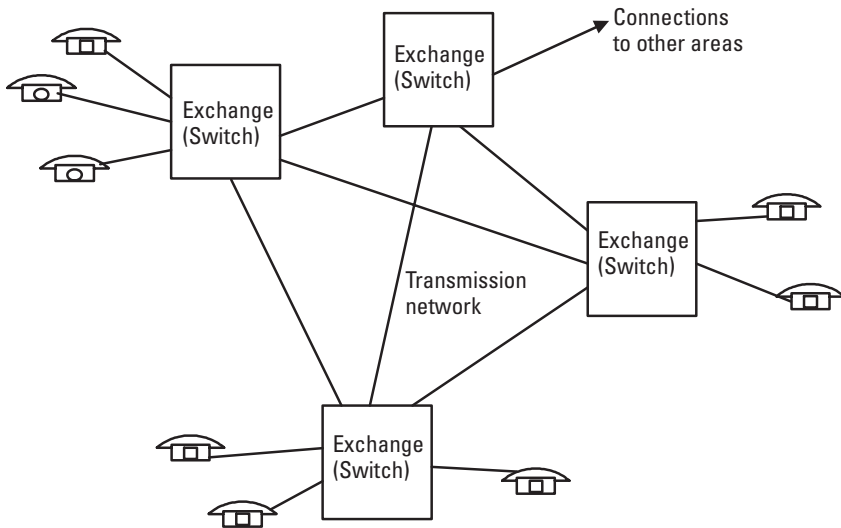 Connections
to other areas
Exchange
(Switch)
Exchange
(Switch)
Exchange
(Switch)
Transmission
network
Exchange
(Switch)